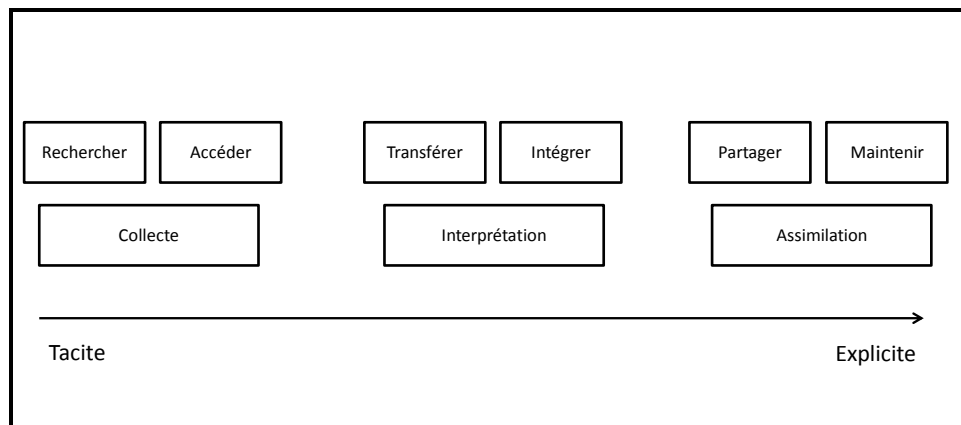 Rechercher Accéder Transférer Intégrer Partager Maintenir
Collecte Interprétation Assimilation
Tacite Explicite